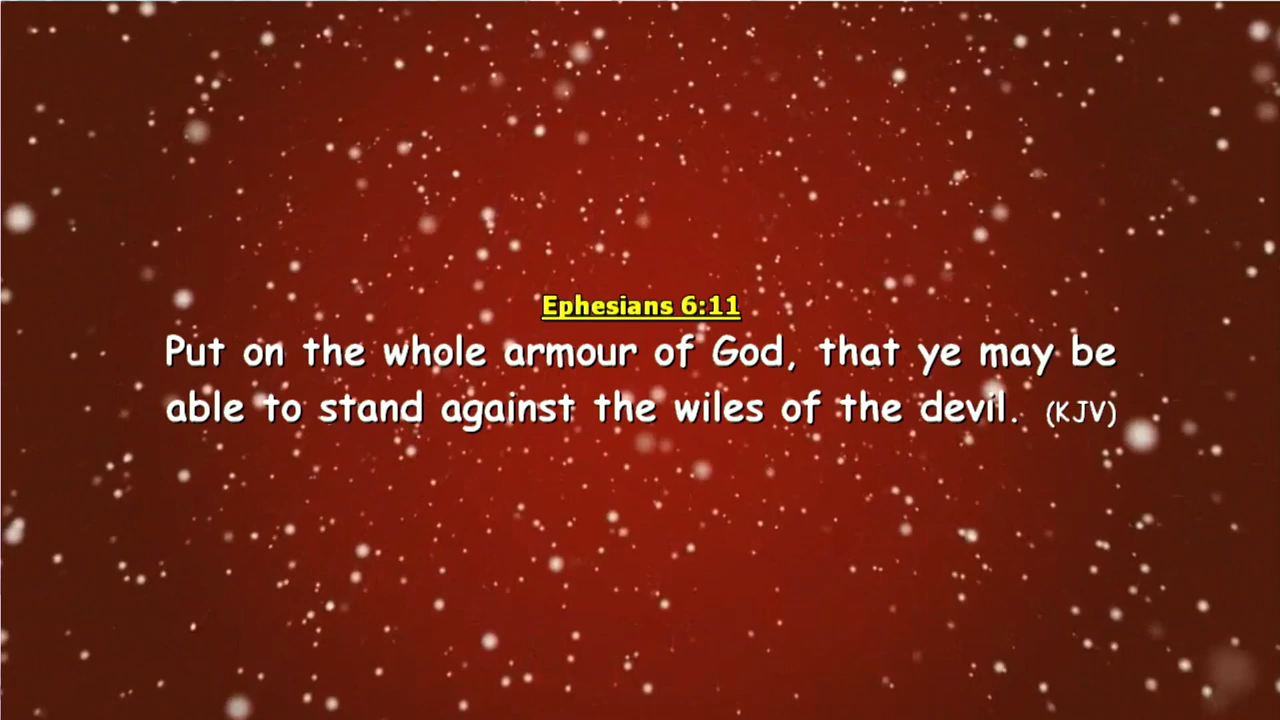 Ephesians 6:11
Put on the whole armour of God, that ye may be
able to stand against the wiles of the devil. (KJV)